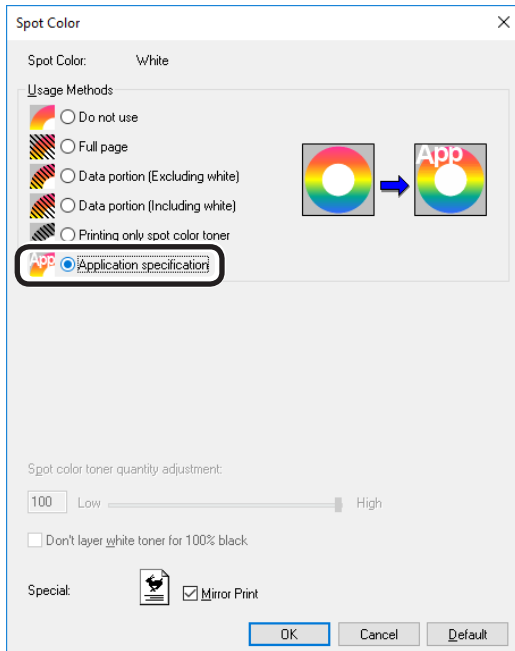 Spot Color
Spot Color: White
Usage Methods
Do not use
Full page
Data portion (Excluding white)
Data portion (Including white)
Printing only spot color toner
App Application specification
App
Spot color toner quantity adjustment:
100 Low High
Don't layer white toner for 100% black
Special: Mirror Print
OK Cancel Default